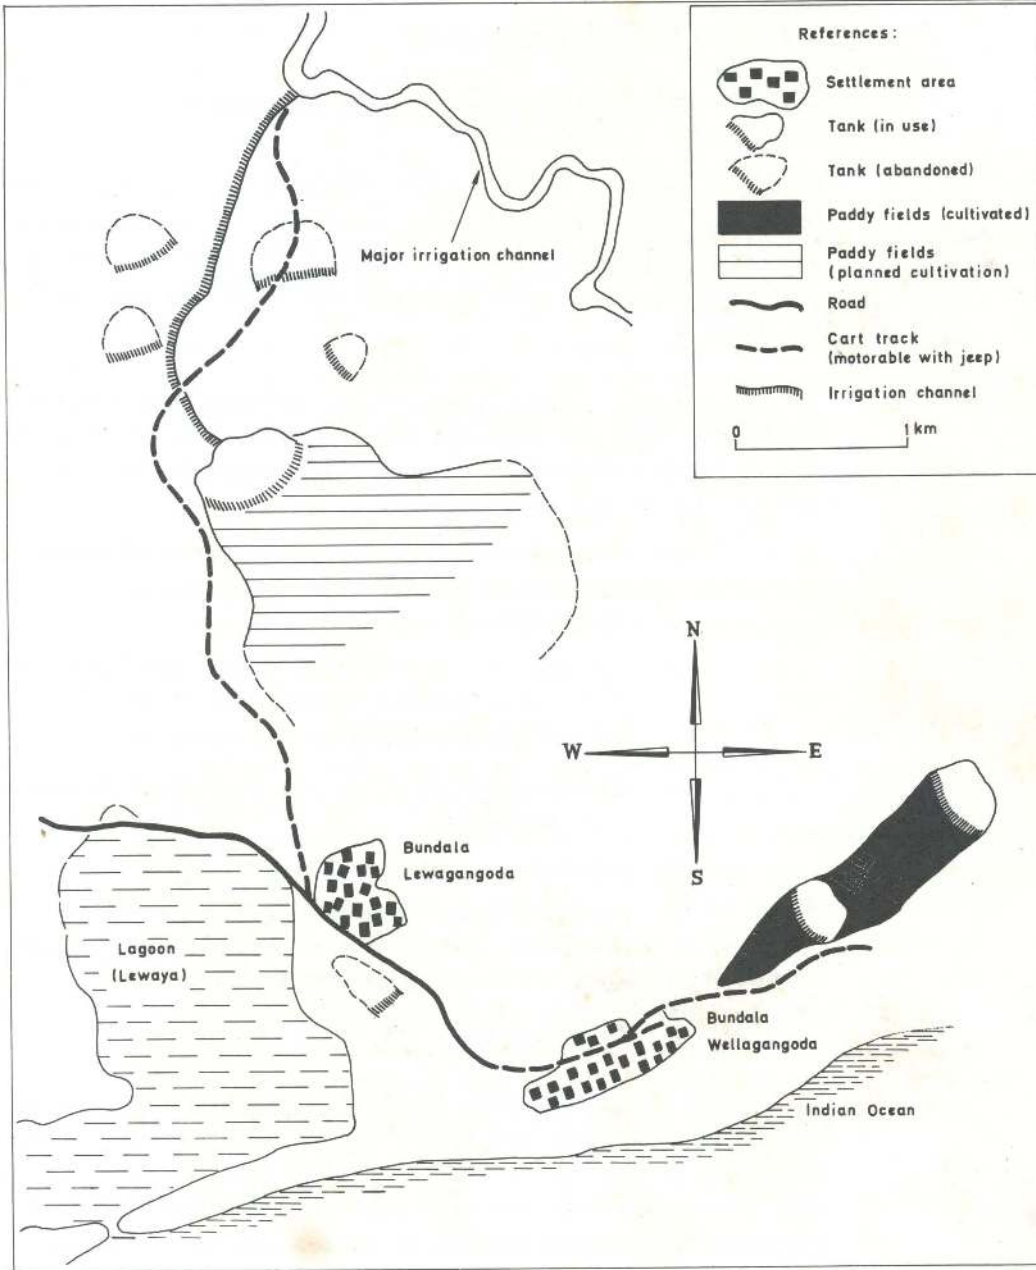 References:
Settlement area
Tank (in use)
Tank (abandoned)
Paddy fields (cultivated)
Paddy fields
(planned cultivation)
Road
Cart track
(motorable with jeep)
Irrigation channel
0 1 km
Major irrigation channel
N
W E
S
Bundala
Lewagangoda
Lagoon
(Lewaya)
Bundala
Wellagangoda
Indian Ocean